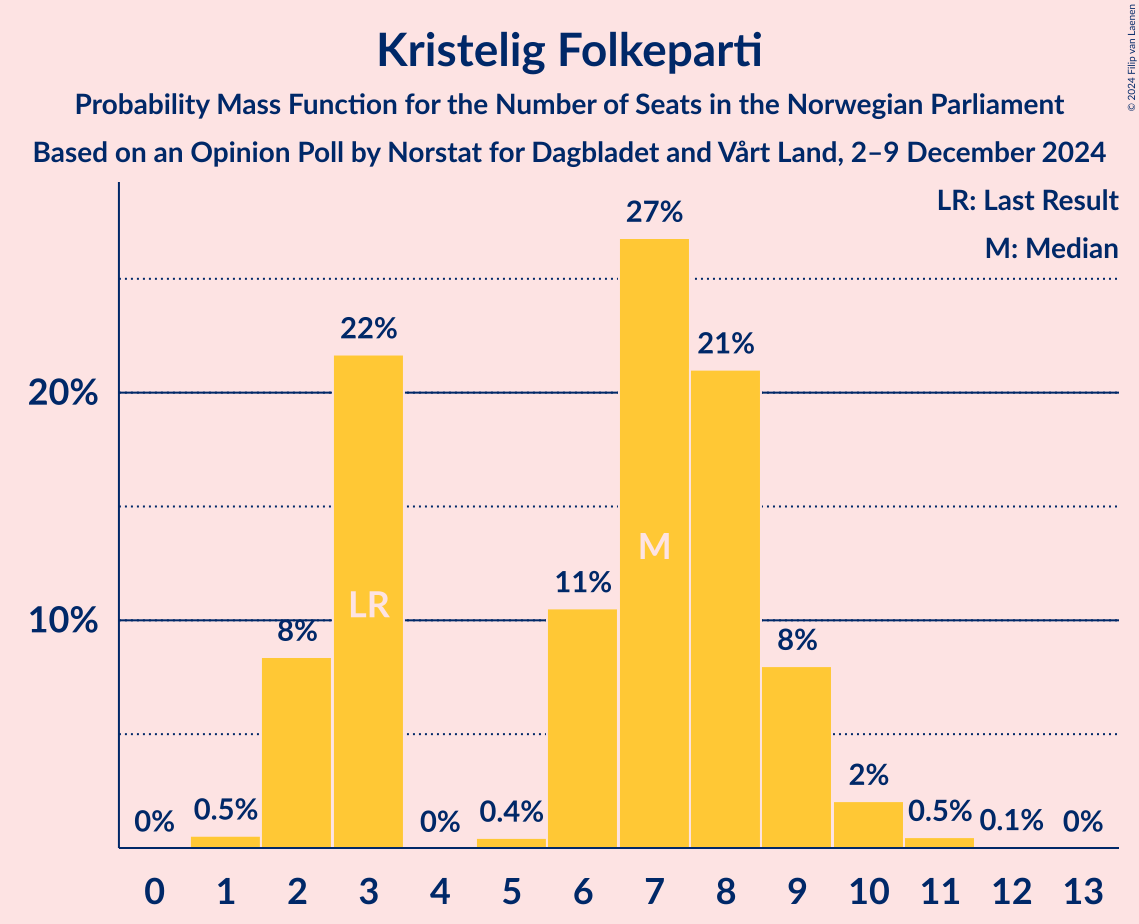 Kristelig Folkeparti
Probability Mass Function for the Number of Seats in the Norwegian Parliament
Based on an Opinion Poll by Norstat for Dagbladet and Vårt Land, 2–9 December 2024
© 2024 Filip van Laenen
LR: Last Result
M: Median
27%
22%
21%
20%
M
11%
LR
10%
8%
8%
2%
0%
0.5%
0%
0.4%
0.5%
0.1%
0%
0 1 2 3 4 5 6 7 8 9 10 11 12 13